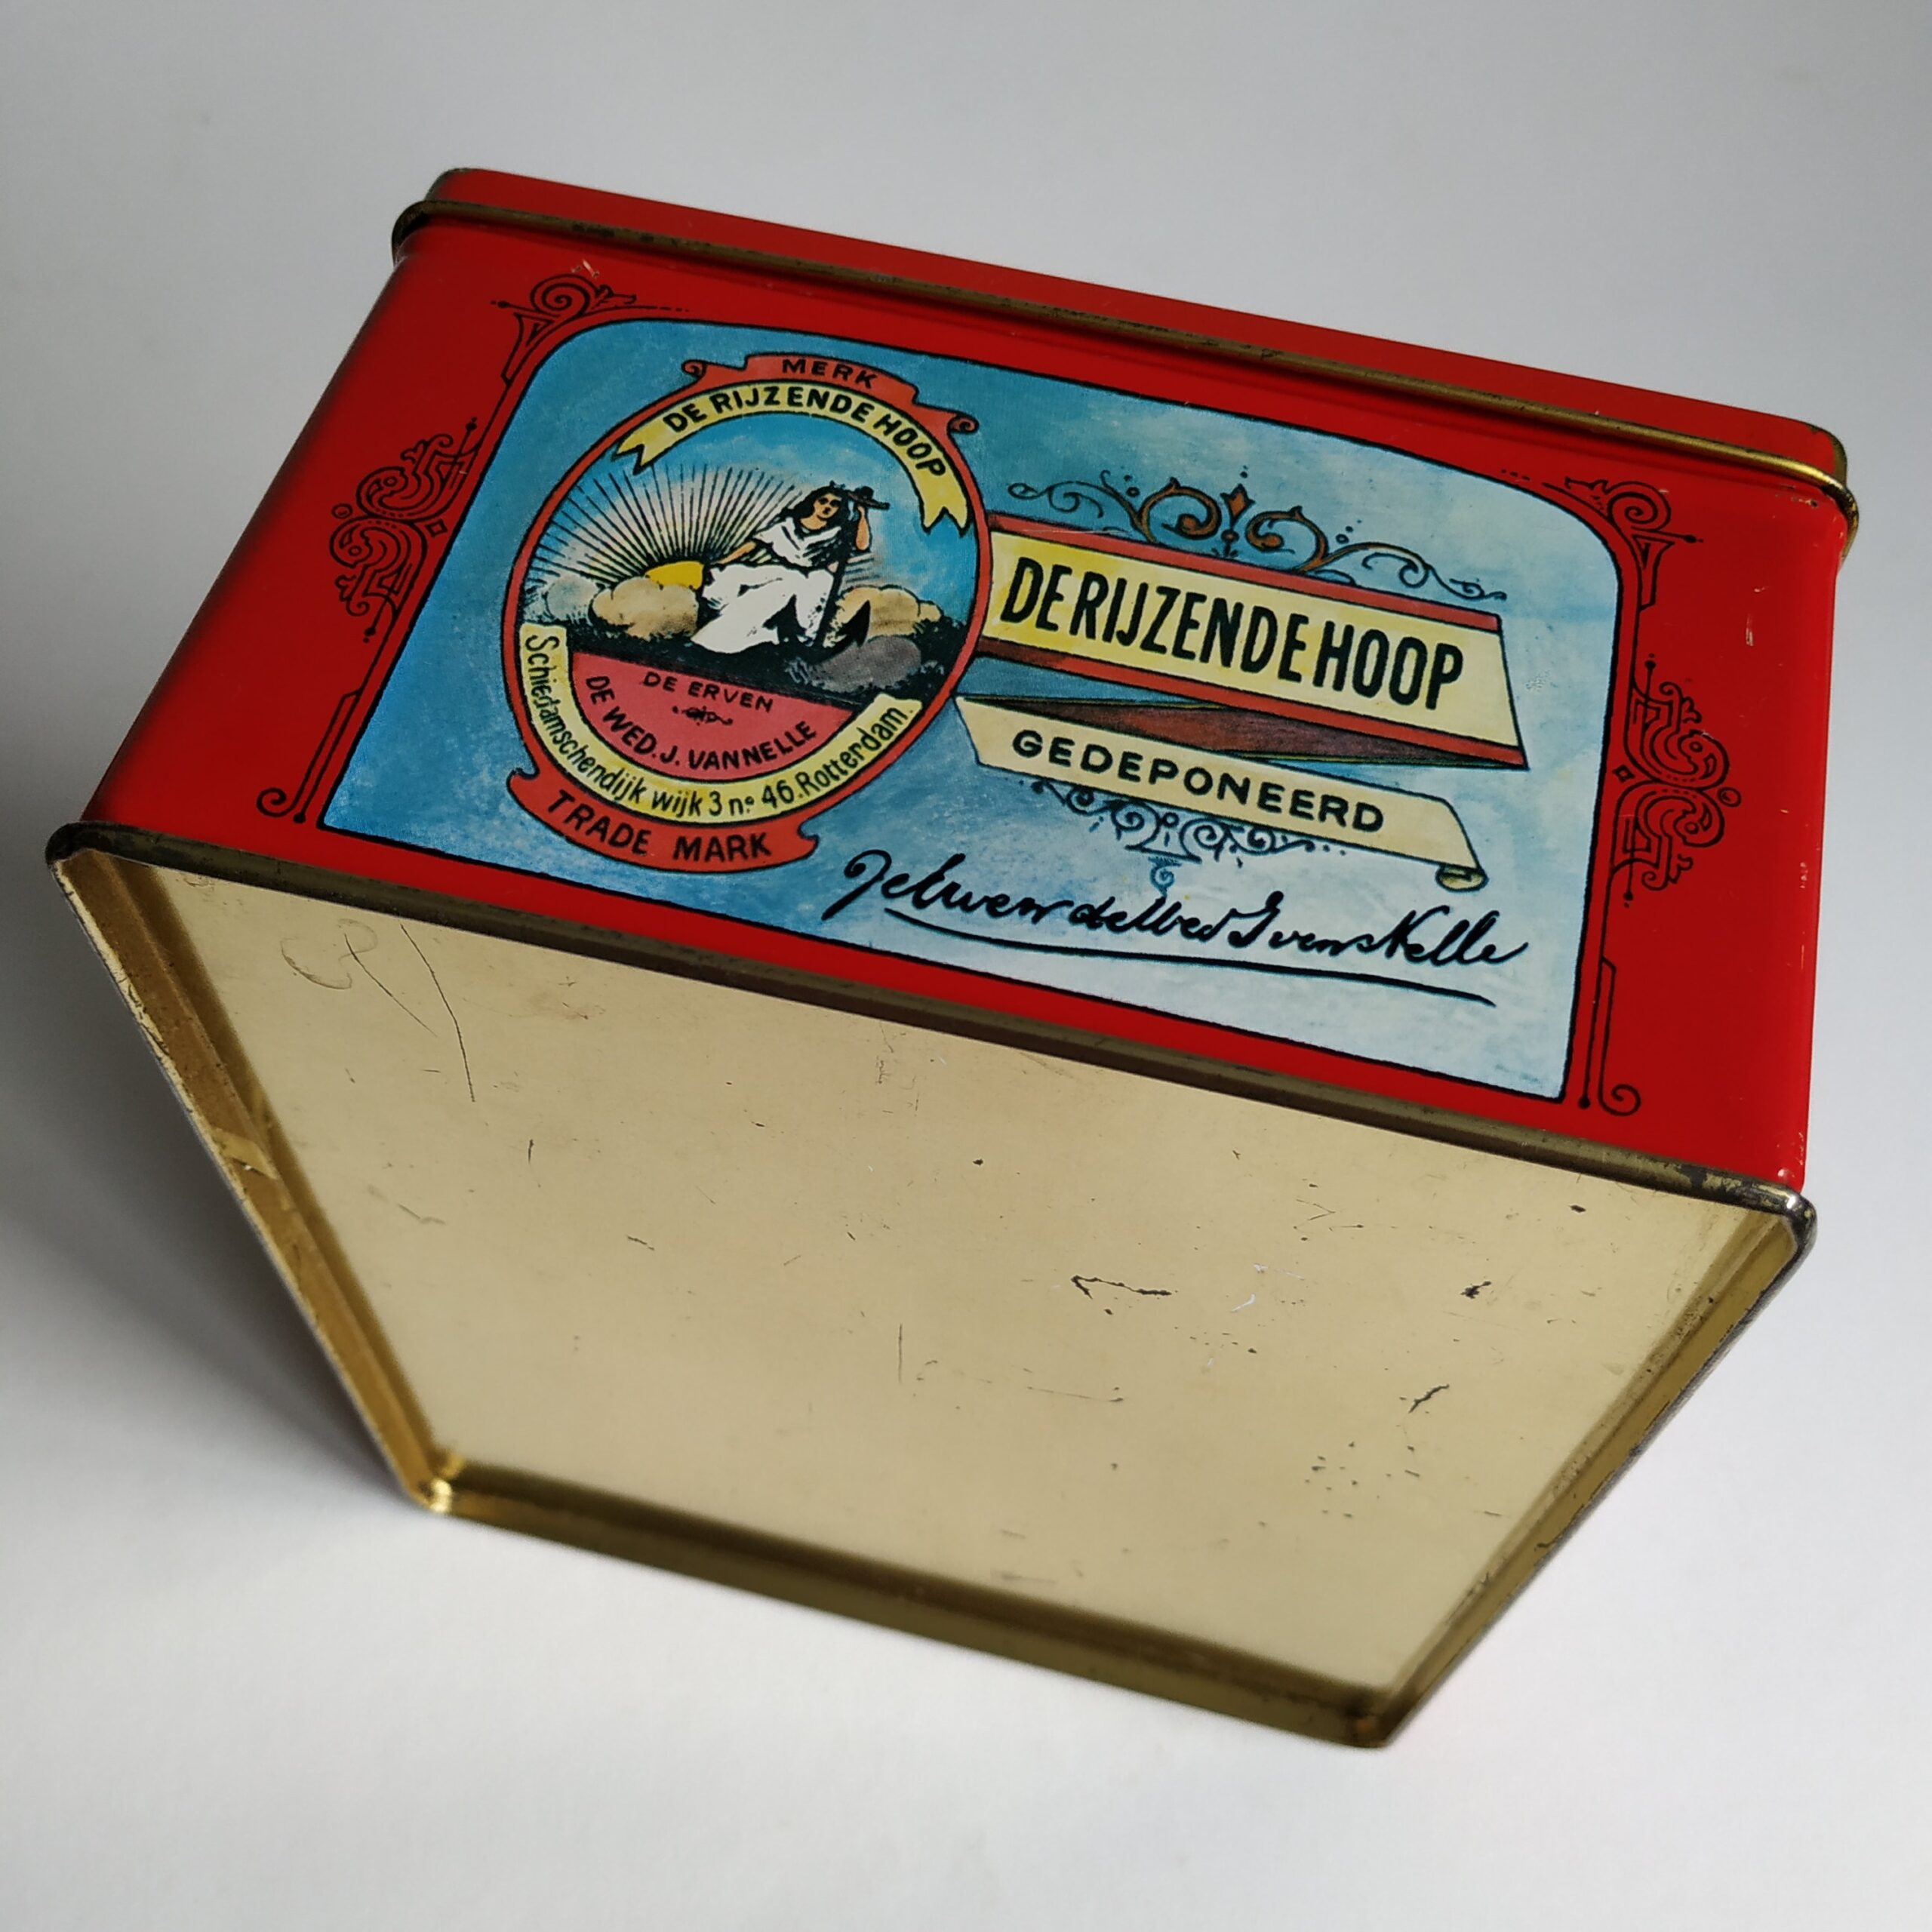 MERK
DE RIJZENDE HOOP
DE ERVEN
DE WED. J. VANNELLE
Schiedamschendijk wijk 3 no. 46. Rotterdam.
TRADE MARK
DE RIJZENDE HOOP
GEDEPONEERD